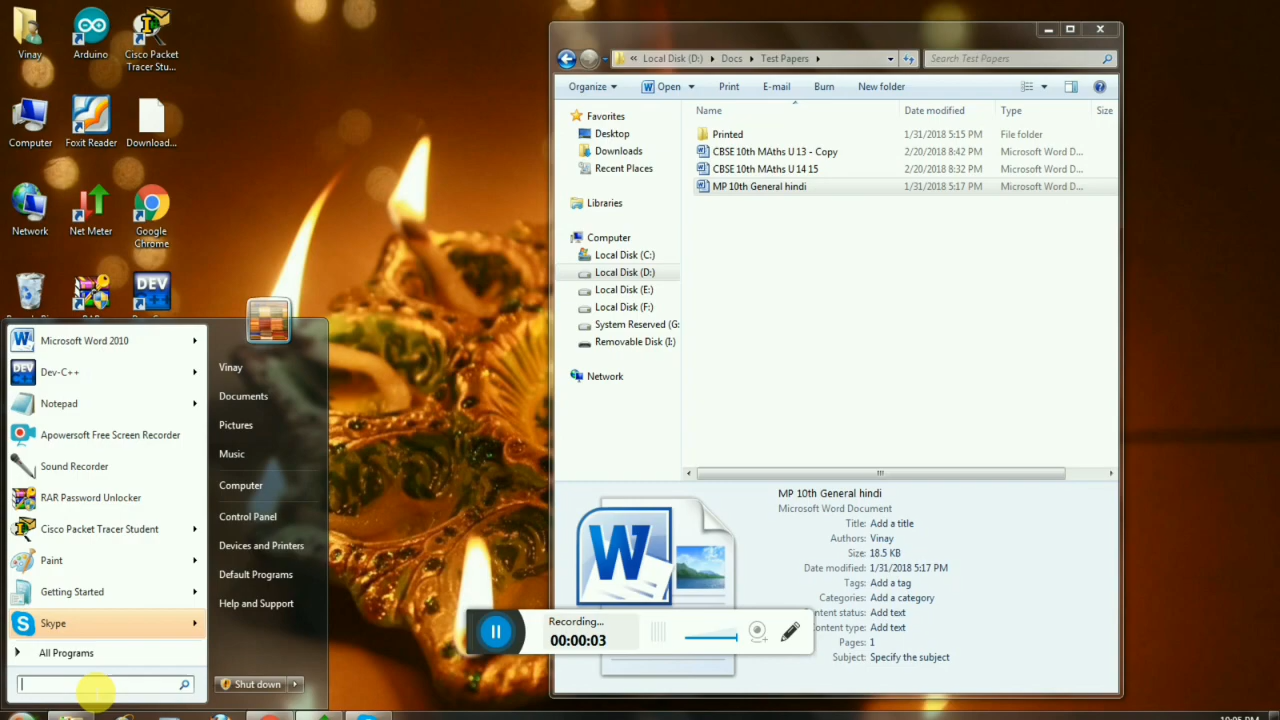 Vinay
Arduino
Cisco Packet
Tracer Stu...
Computer
Foxit Reader
Download...
Network
Net Meter
Google
Chrome
DEV
Microsoft Word 2010
Dev-C++
Notepad
Apowersoft Free Screen Recorder
Sound Recorder
RAR Password Unlocker
Cisco Packet Tracer Student
Paint
Getting Started
Skype
All Programs
Vinay
Documents
Pictures
Music
Computer
Control Panel
Devices and Printers
Default Programs
Help and Support
Shut down
« Local Disk (D:) Docs Test Papers
Search Test Papers
Organize Open Print E-mail Burn New folder
Favorites
Desktop
Downloads
Recent Places
Libraries
Computer
Local Disk (C:)
Local Disk (D:)
Local Disk (E:)
Local Disk (F:)
System Reserved (G:
Removable Disk (I:)
Network
Name Date modified Type Size
Printed 1/31/2018 5:15 PM File folder
CBSE 10th MAths U 13 - Copy 2/20/2018 8:42 PM Microsoft Word D...
CBSE 10th MAths U 14 15 2/20/2018 8:32 PM Microsoft Word D...
MP 10th General hindi 1/31/2018 5:17 PM Microsoft Word D...
MP 10th General hindi
Microsoft Word Document
Title: Add a title
Authors: Vinay
Size: 18.5 KB
Date modified: 1/31/2018 5:17 PM
Tags: Add a tag
Categories: Add a category
ontent status: Add text
ontent type: Add text
Pages: 1
Subject: Specify the subject
Recording...
00:00:03